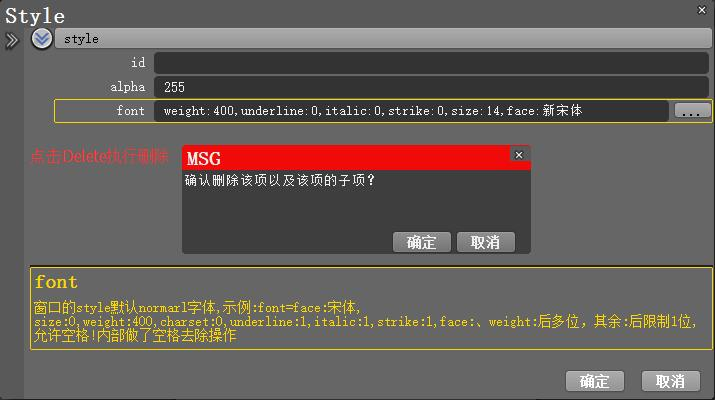 Style
style
id
alpha 255
font weight:400,underline:0,italic:0,strike:0,size:14,face:新宋体 ...
点击Delete执行删除
MSG
确认删除该项以及该项的子项?
确定 取消
font
窗口的style默认normarl字体,示例:font=face:宋体,
size:0,weight:400,charset:0,underline:1,italic:1,strike:1,face:、weight:后多位，其余:后限制1位,
允许空格!内部做了空格去除操作
确定 取消